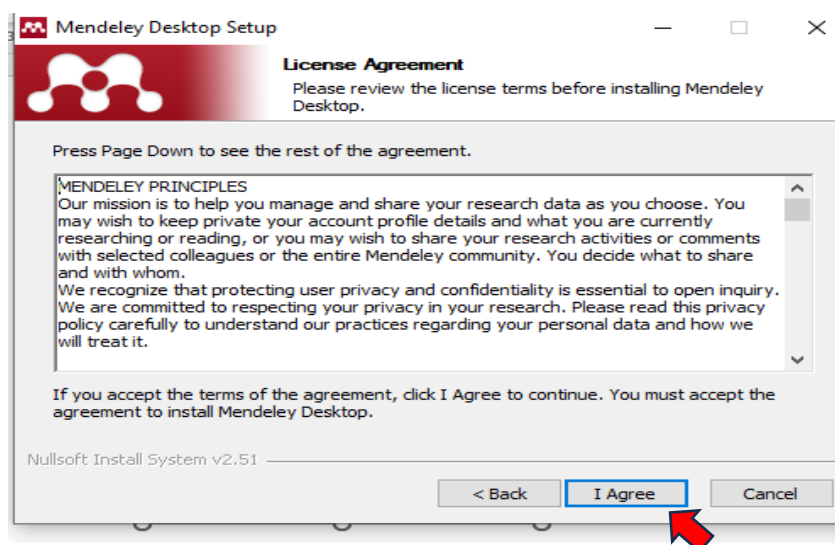 Mendeley Desktop Setup
License Agreement
Please review the license terms before installing Mendeley
Desktop.
Press Page Down to see the rest of the agreement.
MENDELEY PRINCIPLES
Our mission is to help you manage and share your research data as you choose. You
may wish to keep private your account profile details and what you are currently
researching or reading, or you may wish to share your research activities or comments
with selected colleagues or the entire Mendeley community. You decide what to share
and with whom.
We recognize that protecting user privacy and confidentiality is essential to open inquiry.
We are committed to respecting your privacy in your research. Please read this privacy
policy carefully to understand our practices regarding your personal data and how we
will treat it.
If you accept the terms of the agreement, click I Agree to continue. You must accept the
agreement to install Mendeley Desktop.
Nullsoft Install System v2.51
< Back I Agree Cancel